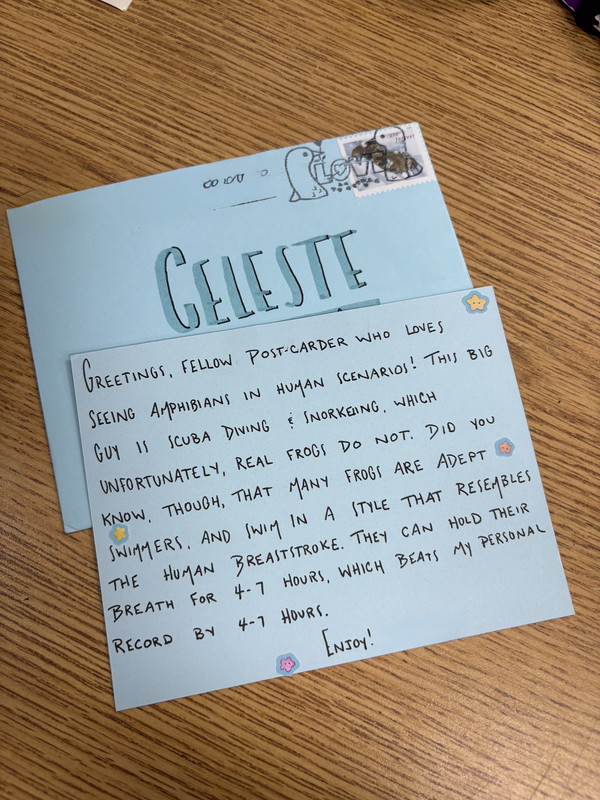 LOVE
CELESTE
GREETINGS, FELLOW POST-CARDER WHO LOVES
SEEING AMPHIBIANS IN HUMAN SCENARIOS! THIS BIG
GUY IS SCUBA DIVING & SNORKELING, WHICH
UNFORTUNATELY, REAL FROGS DO NOT. DID YOU
KNOW, THOUGH, THAT MANY FROGS ARE ADEPT
SWIMMERS, AND SWIM IN A STYLE THAT RESEMBLES
THE HUMAN BREASTSTROKE. THEY CAN HOLD THEIR
BREATH FOR 4-7 HOURS, WHICH BEATS MY PERSONAL
RECORD BY 4-7 HOURS.
ENJOY!